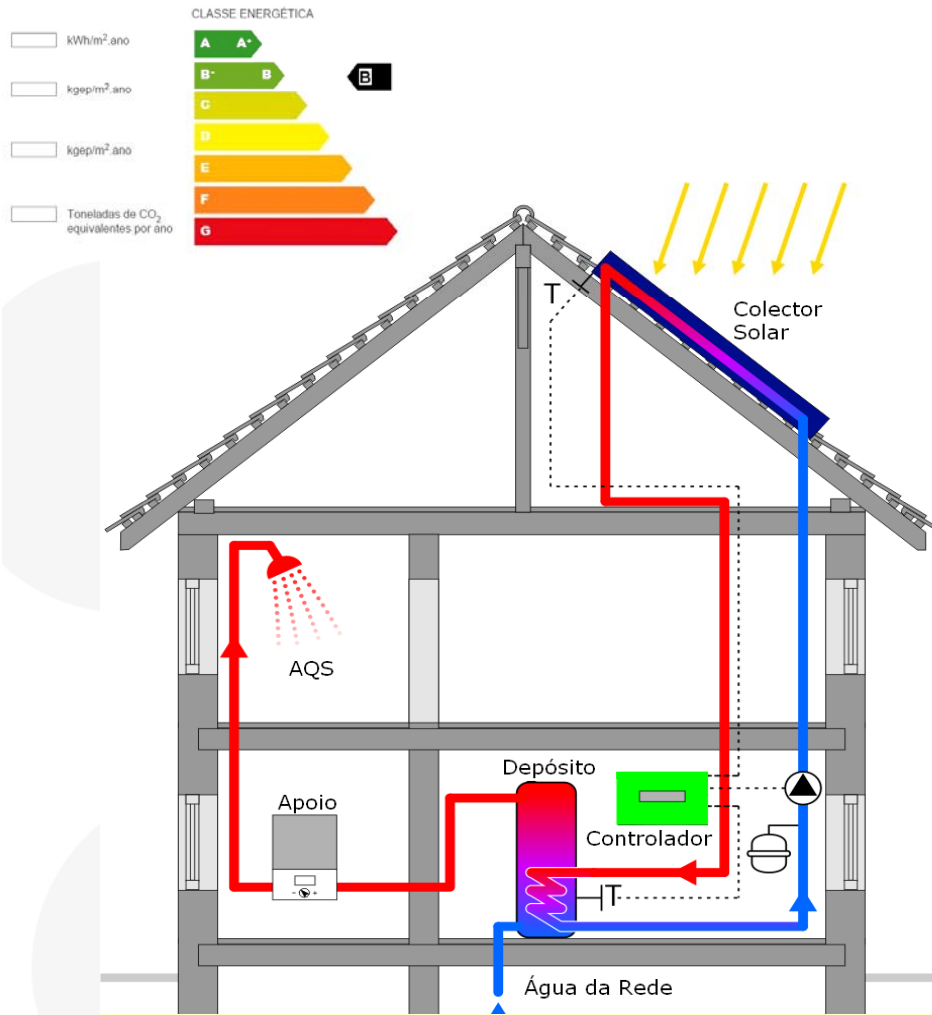 CLASSE ENERGÉTICA
kWh/m².ano
kgep/m².ano
kgep/m².ano
Toneladas de CO₂
equivalentes por ano
A A⁺
B⁻ B
B
C
D
E
F
G
T
Colector
Solar
AQS
Depósito
Apoio
Controlador
- +
T
Água da Rede